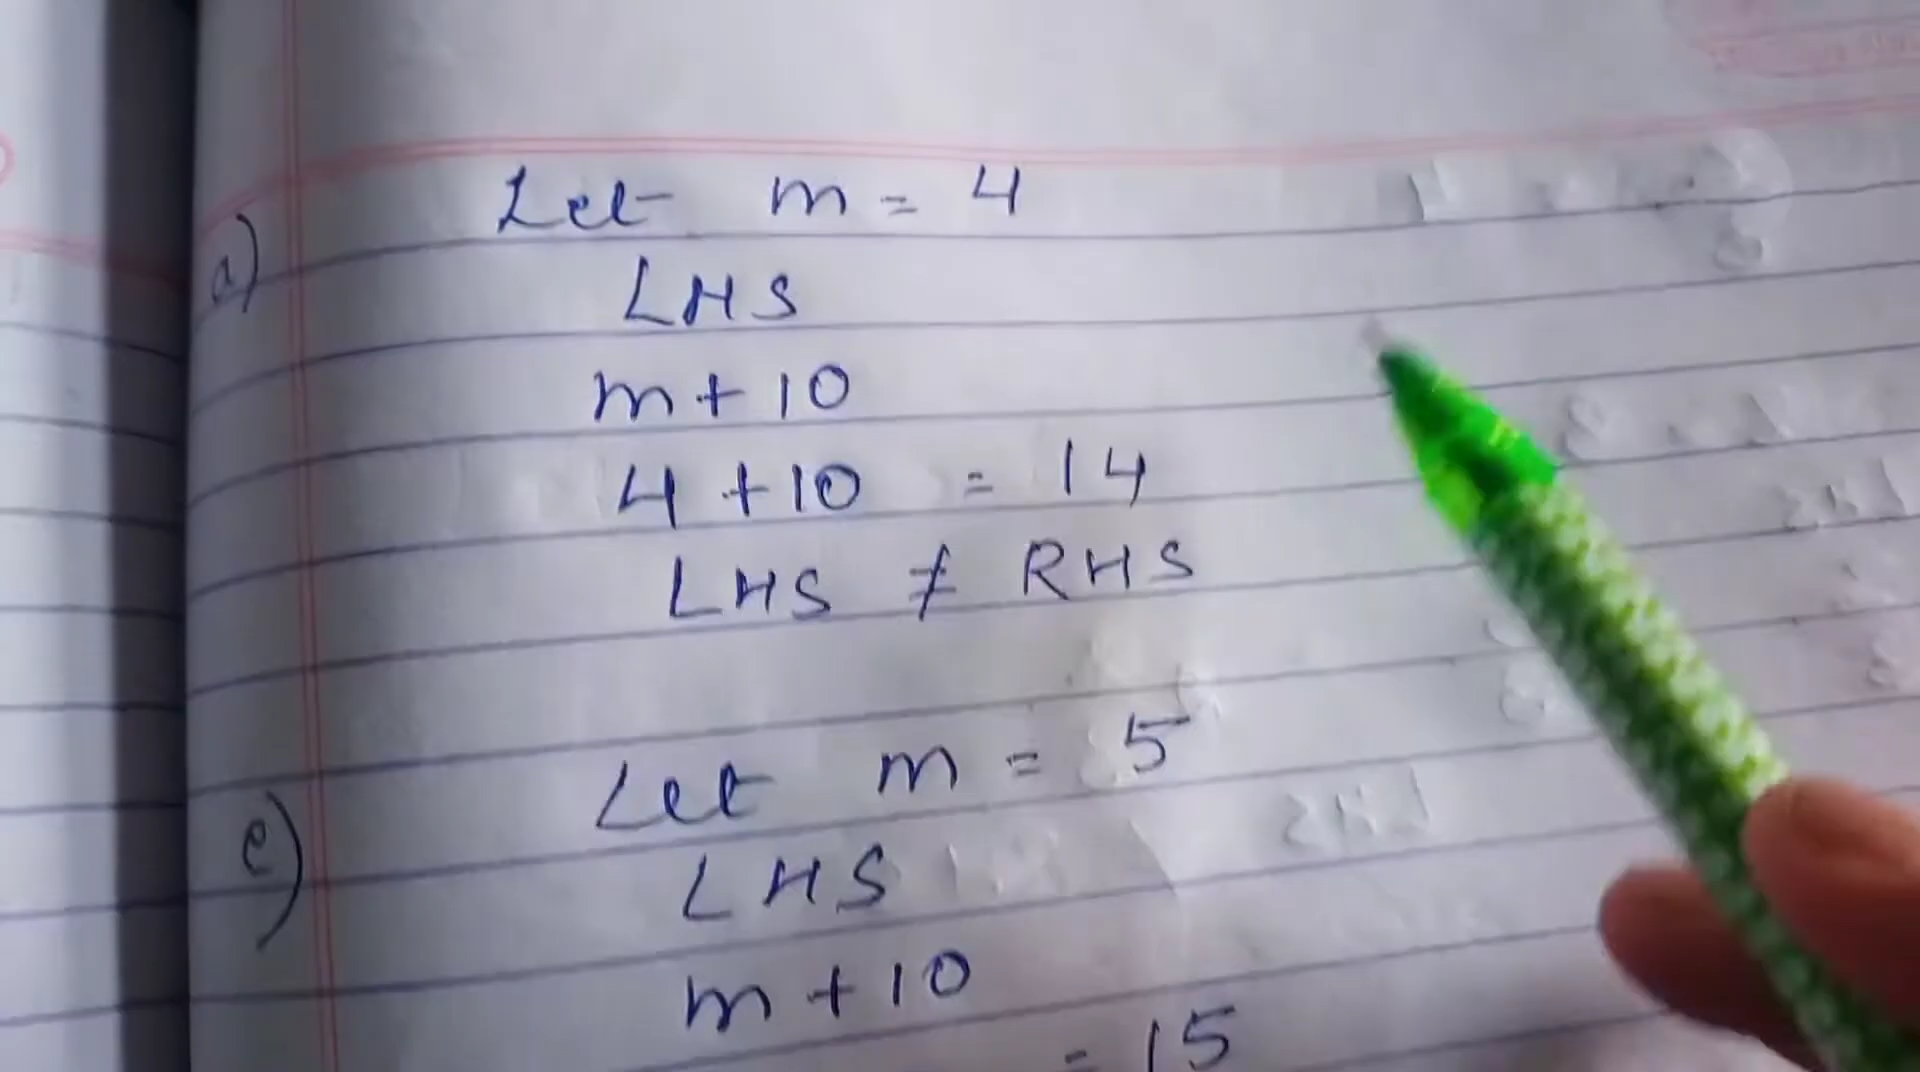 a) Let m = 4
LHS
m + 10
4 + 10 = 14
LHS ≠ RHS
e) Let m = 5
LHS
m + 10
= 15